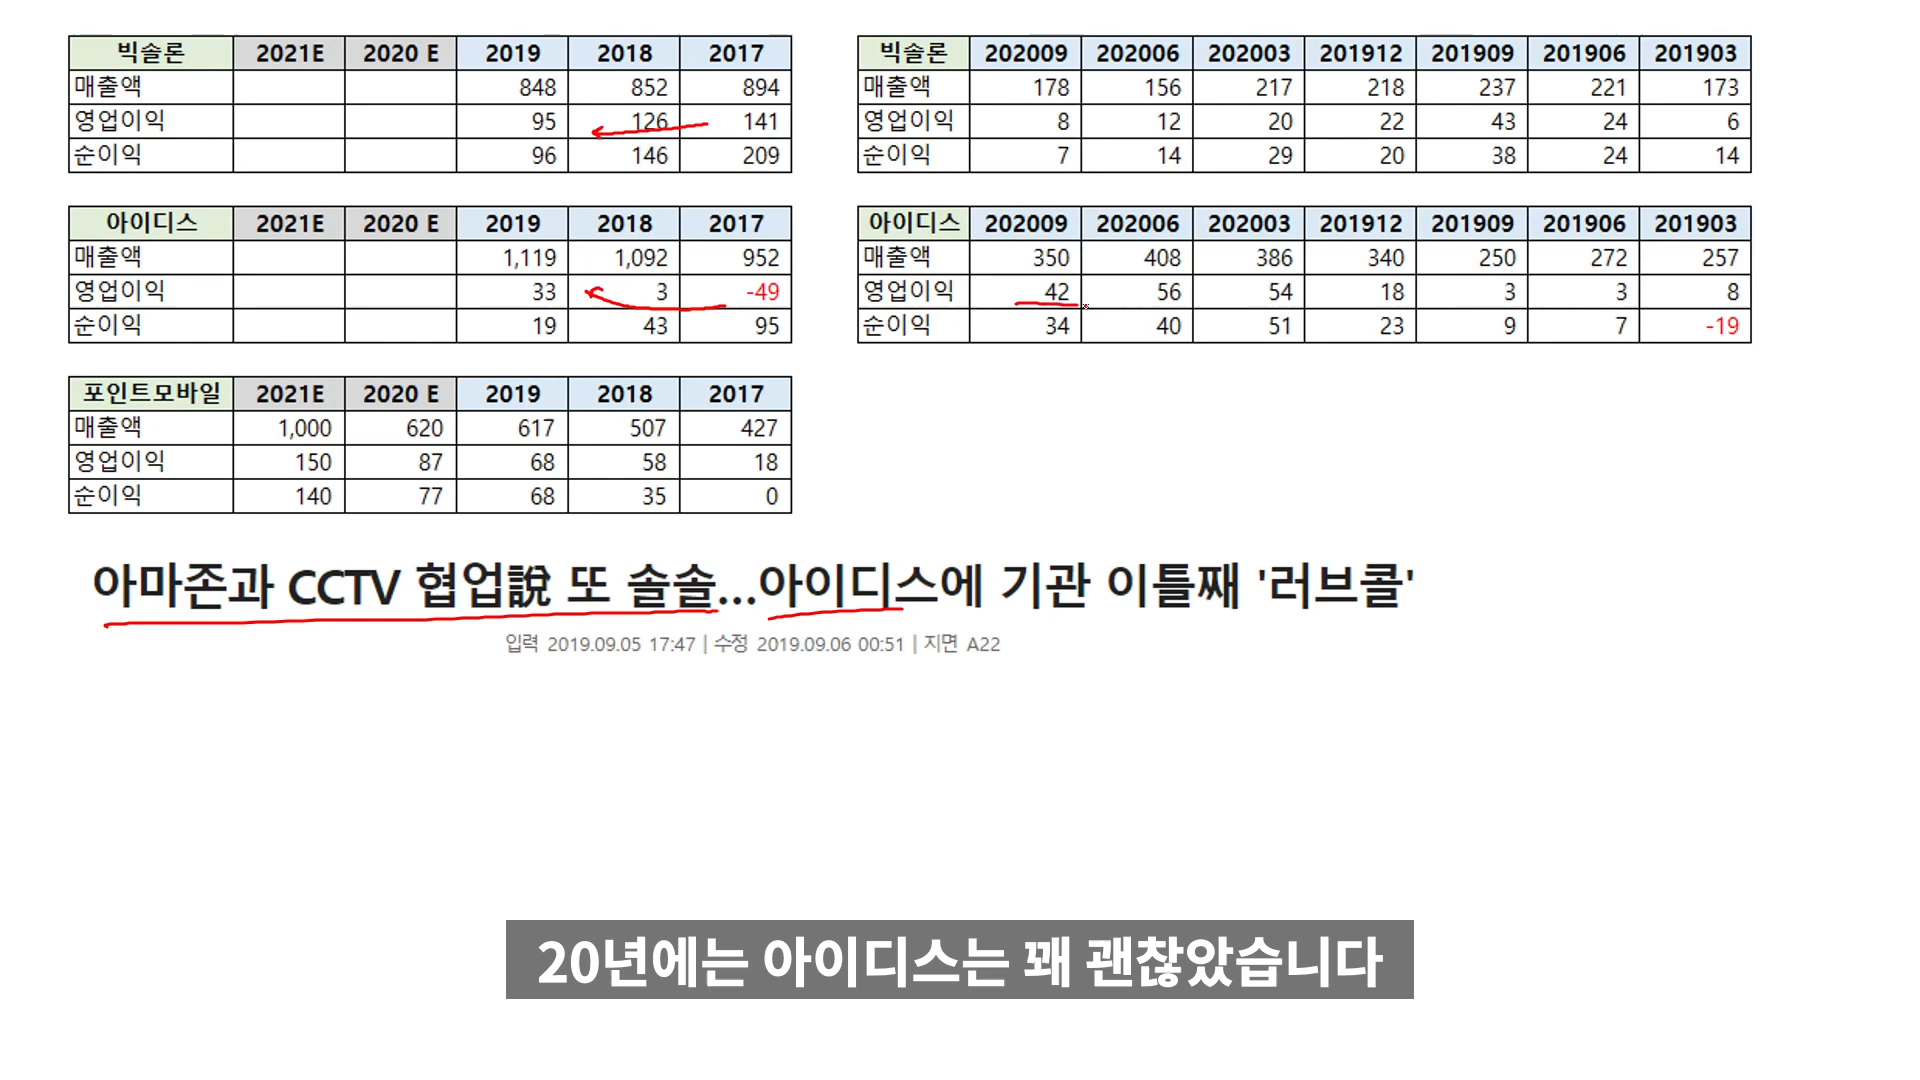 빅솔론 2021E 2020 E 2019 2018 2017
매출액 848 852 894
영업이익 95 126 141
순이익 96 146 209
빅솔론 202009 202006 202003 201912 201909 201906 201903
매출액 178 156 217 218 237 221 173
영업이익 8 12 20 22 43 24 6
순이익 7 14 29 20 38 24 14
아이디스 2021E 2020 E 2019 2018 2017
매출액 1,119 1,092 952
영업이익 33 3 -49
순이익 19 43 95
아이디스 202009 202006 202003 201912 201909 201906 201903
매출액 350 408 386 340 250 272 257
영업이익 42 56 54 18 3 3 8
순이익 34 40 51 23 9 7 -19
포인트모바일 2021E 2020 E 2019 2018 2017
매출액 1,000 620 617 507 427
영업이익 150 87 68 58 18
순이익 140 77 68 35 0
아마존과 CCTV 협업說 또 솔솔...아이디스에 기관 이틀째 '러브콜'
입력 2019.09.05 17:47 | 수정 2019.09.06 00:51 | 지면 A22
20년에는 아이디스는 꽤 괜찮았습니다